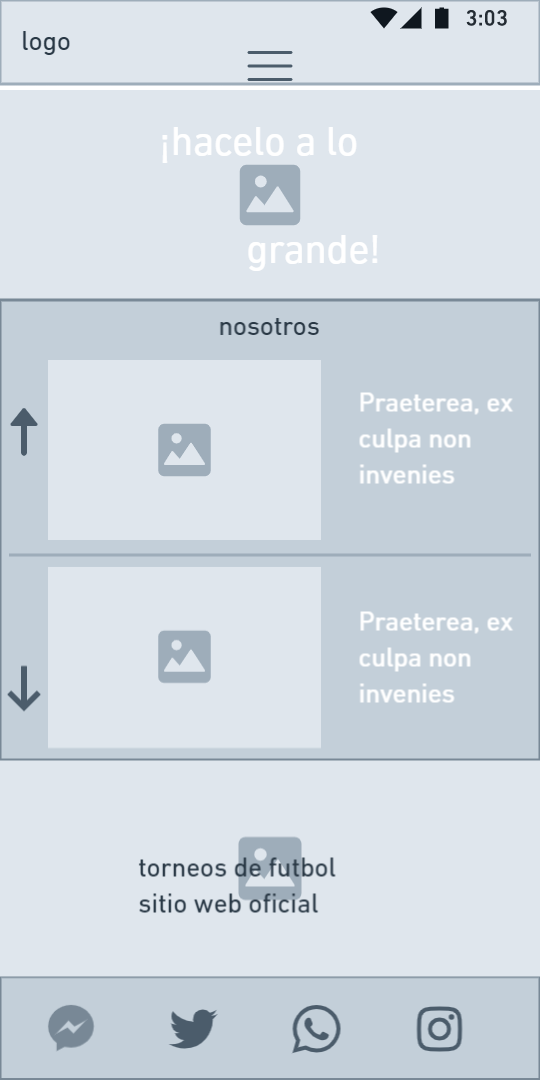 3:03
logo
¡hacelo a lo
grande!
nosotros
Praeterea, ex
culpa non
invenies
Praeterea, ex
culpa non
invenies
torneos de futbol
sitio web oficial